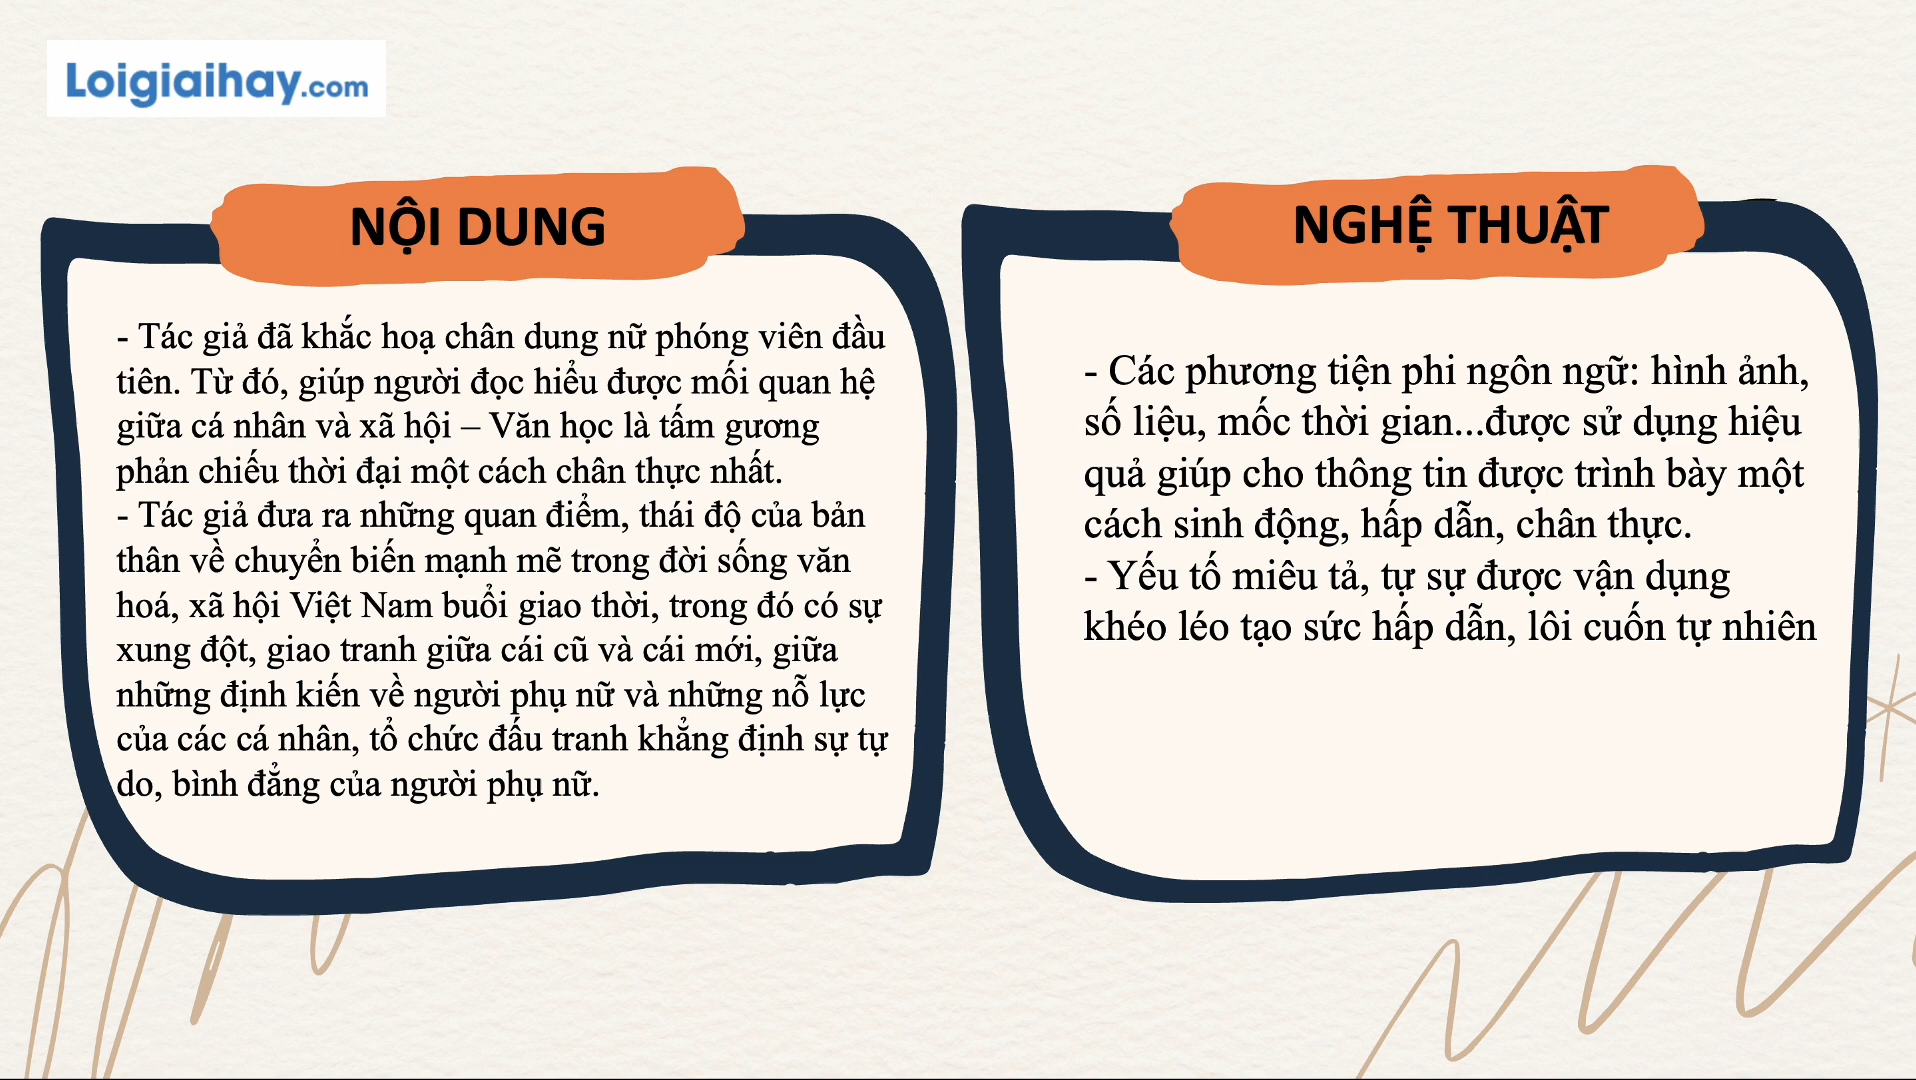 Loigiaihay.com
NỘI DUNG
- Tác giả đã khắc hoạ chân dung nữ phóng viên đầu
tiên. Từ đó, giúp người đọc hiểu được mối quan hệ
giữa cá nhân và xã hội – Văn học là tấm gương
phản chiếu thời đại một cách chân thực nhất.
- Tác giả đưa ra những quan điểm, thái độ của bản
thân về chuyển biến mạnh mẽ trong đời sống văn
hoá, xã hội Việt Nam buổi giao thời, trong đó có sự
xung đột, giao tranh giữa cái cũ và cái mới, giữa
những định kiến về người phụ nữ và những nỗ lực
của các cá nhân, tổ chức đấu tranh khẳng định sự tự
do, bình đẳng của người phụ nữ.
NGHỆ THUẬT
- Các phương tiện phi ngôn ngữ: hình ảnh,
số liệu, mốc thời gian...được sử dụng hiệu
quả giúp cho thông tin được trình bày một
cách sinh động, hấp dẫn, chân thực.
- Yếu tố miêu tả, tự sự được vận dụng
khéo léo tạo sức hấp dẫn, lôi cuốn tự nhiên